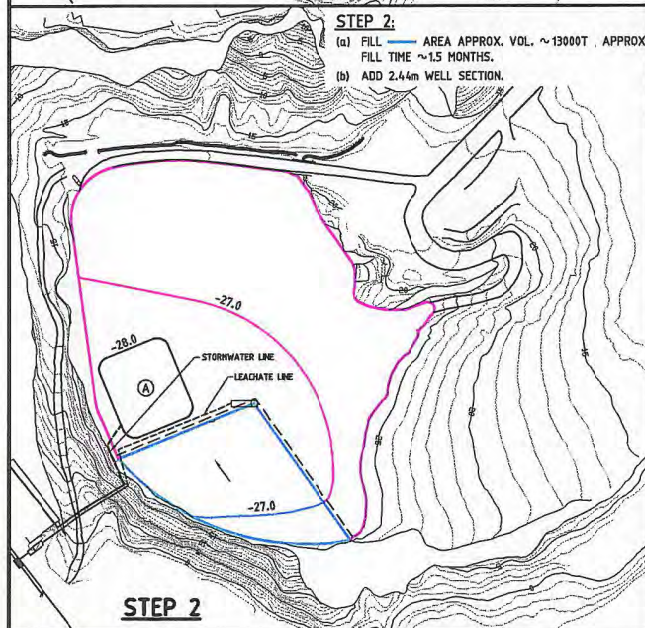 STEP 2:
(a) FILL AREA APPROX. VOL. ~13000T APPROX
FILL TIME ~1.5 MONTHS.
(b) ADD 2.44m WELL SECTION.
-27.0
-28.0
STORMWATER LINE
A
LEACHATE LINE
-27.0
STEP 2